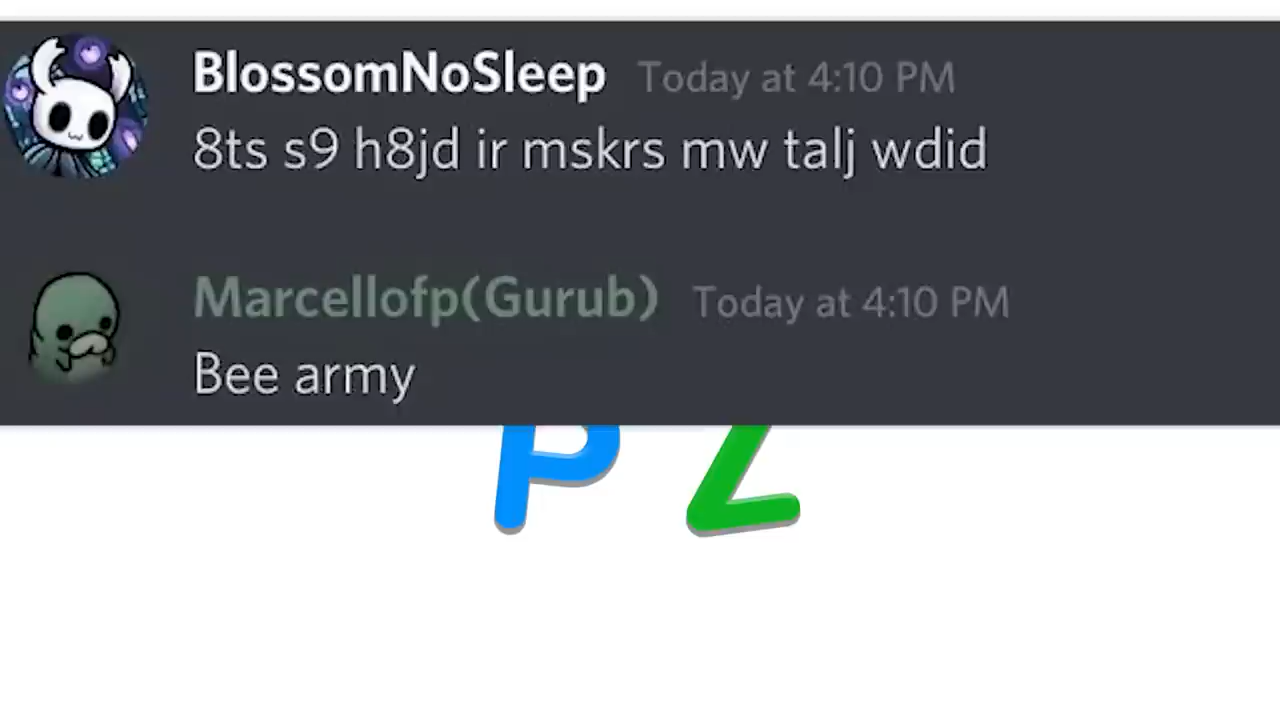 BlossomNoSleep Today at 4:10 PM
8ts s9 h8jd ir mskrs mw talj wdid
Marcellofp(Gurub) Today at 4:10 PM
Bee army